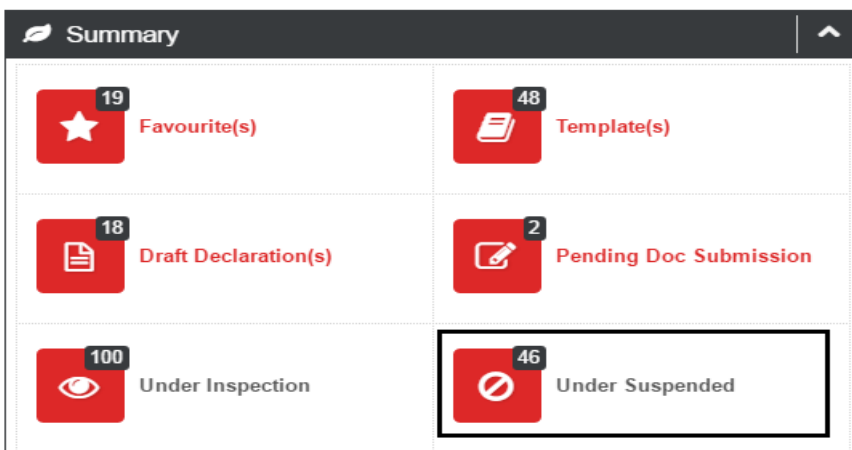 Summary
19
Favourite(s)
48
Template(s)
18
Draft Declaration(s)
2
Pending Doc Submission
100
Under Inspection
46
Under Suspended